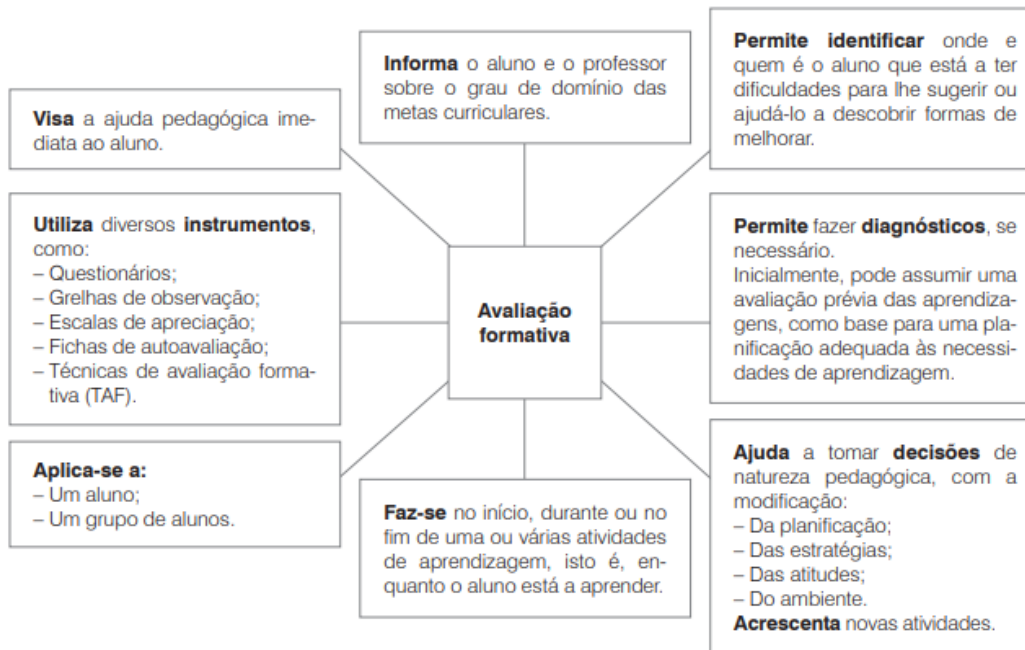 Visa a ajuda pedagógica ime-
diata ao aluno.
Informa o aluno e o professor
sobre o grau de domínio das
metas curriculares.
Permite identificar onde e
quem é o aluno que está a ter
dificuldades para lhe sugerir ou
ajudá-lo a descobrir formas de
melhorar.
Utiliza diversos instrumentos,
como:
– Questionários;
– Grelhas de observação;
– Escalas de apreciação;
– Fichas de autoavaliação;
– Técnicas de avaliação forma-
tiva (TAF).
Avaliação
formativa
Permite fazer diagnósticos, se
necessário.
Inicialmente, pode assumir uma
avaliação prévia das aprendiza-
gens, como base para uma pla-
nificação adequada às necessi-
dades de aprendizagem.
Aplica-se a:
– Um aluno;
– Um grupo de alunos.
Faz-se no início, durante ou no
fim de uma ou várias atividades
de aprendizagem, isto é, en-
quanto o aluno está a aprender.
Ajuda a tomar decisões de
natureza pedagógica, com a
modificação:
– Da planificação;
– Das estratégias;
– Das atitudes;
– Do ambiente.
Acrescenta novas atividades.